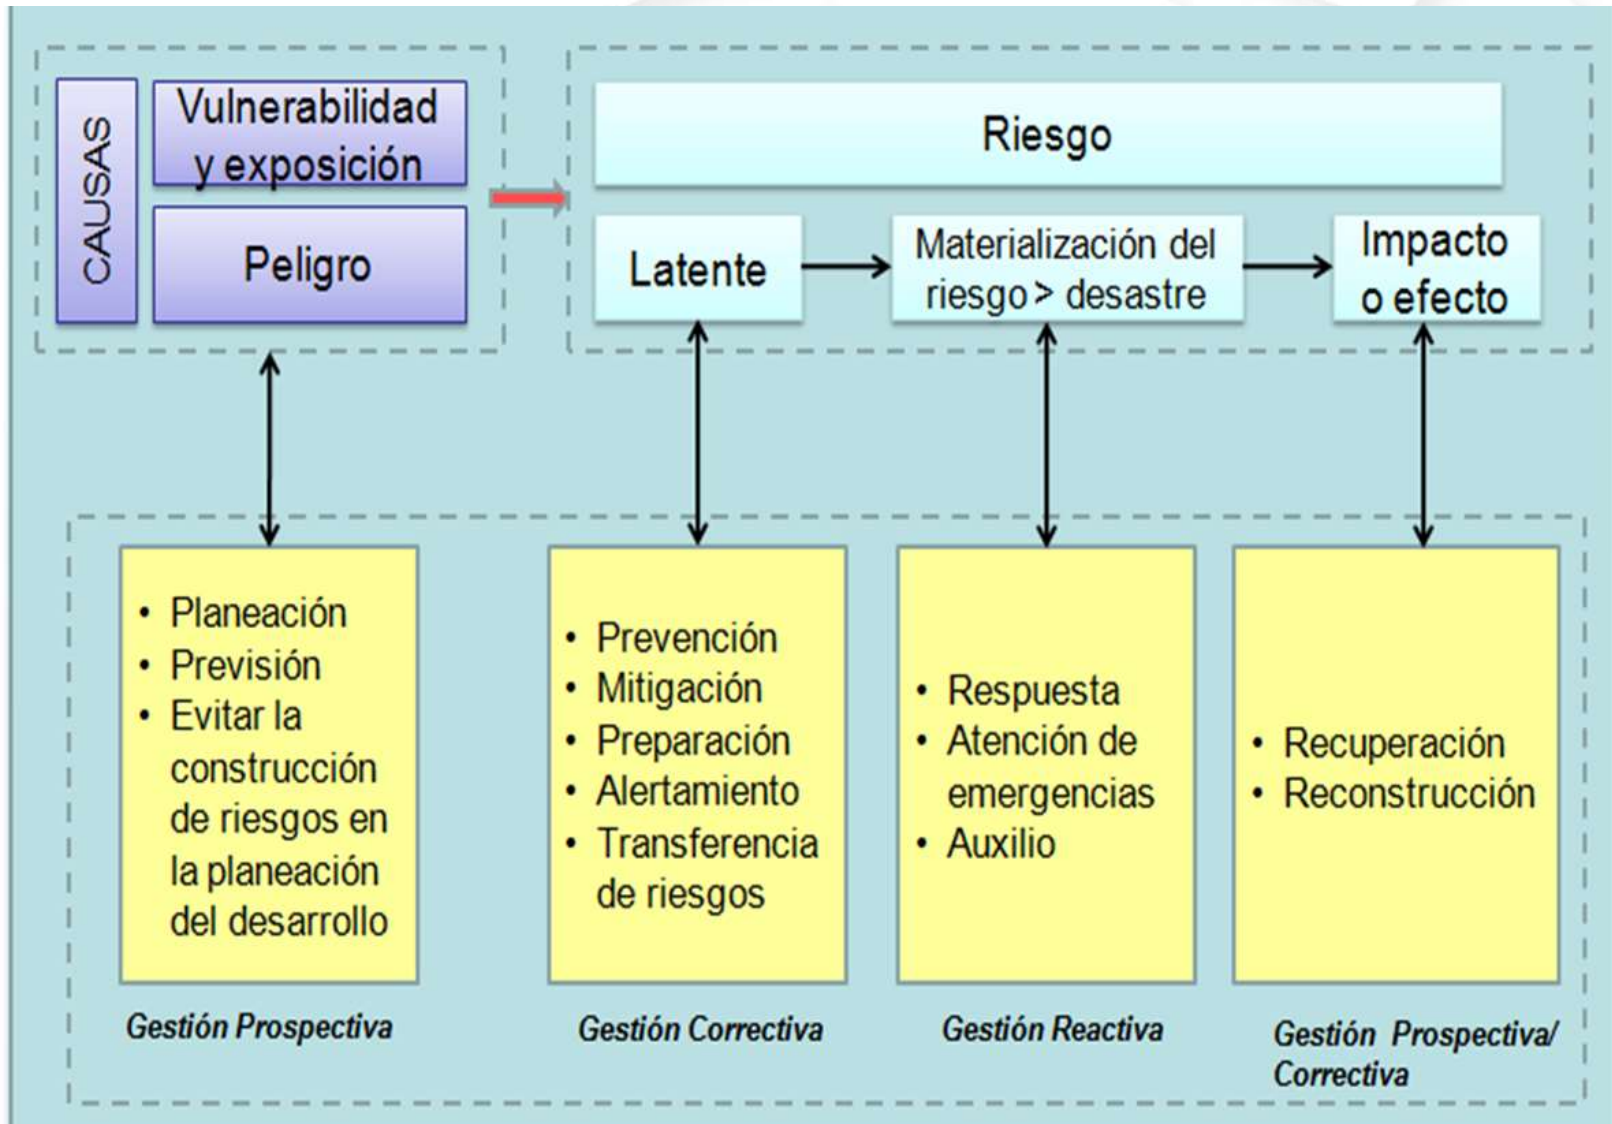 CAUSAS
Vulnerabilidad
y exposición
Peligro
Riesgo
Latente
Materialización del
riesgo > desastre
Impacto
o efecto
• Planeación
• Previsión
• Evitar la
construcción
de riesgos en
la planeación
del desarrollo
Gestión Prospectiva
• Prevención
• Mitigación
• Preparación
• Alertamiento
• Transferencia
de riesgos
Gestión Correctiva
• Respuesta
• Atención de
emergencias
• Auxilio
Gestión Reactiva
• Recuperación
• Reconstrucción
Gestión Prospectiva/
Correctiva